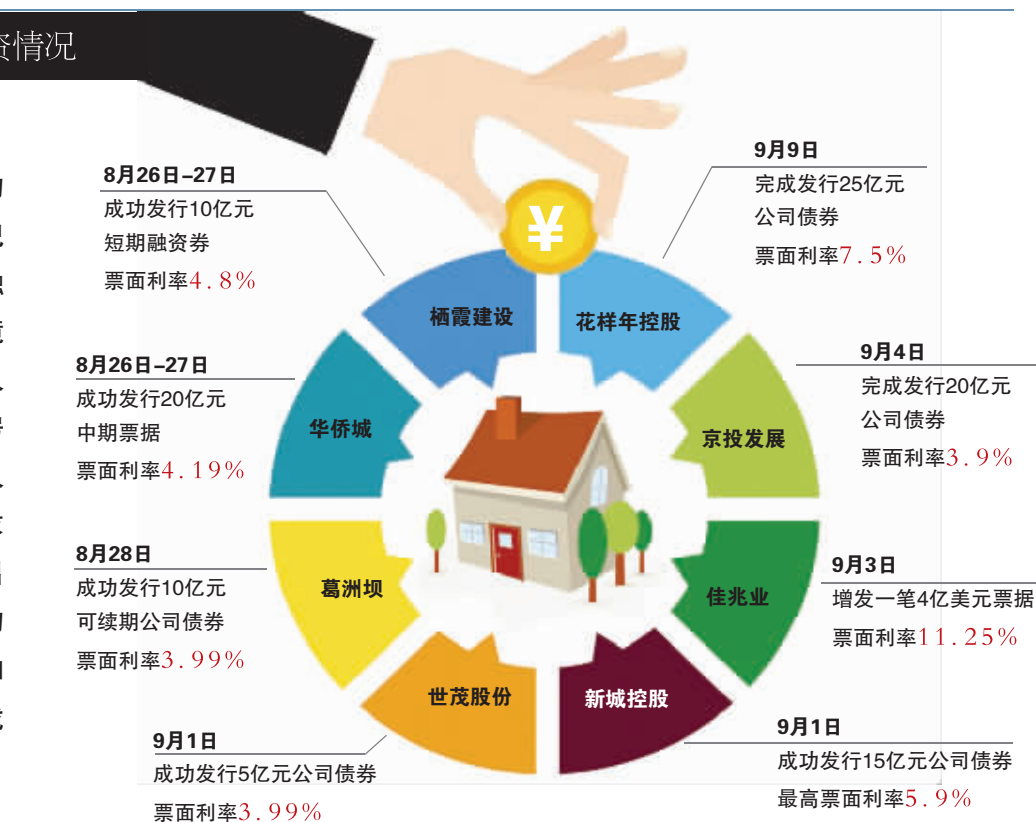 资情况
8月26日-27日
成功发行10亿元
短期融资券
票面利率4.8%
9月9日
完成发行25亿元
公司债券
票面利率7.5%
¥
栖霞建设
花样年控股
8月26日-27日
成功发行20亿元
中期票据
票面利率4.19%
华侨城
9月4日
完成发行20亿元
公司债券
票面利率3.9%
京投发展
8月28日
成功发行10亿元
可续期公司债券
票面利率3.99%
葛洲坝
9月3日
增发一笔4亿美元票据
票面利率11.25%
佳兆业
世茂股份
新城控股
9月1日
成功发行5亿元公司债券
票面利率3.99%
9月1日
成功发行15亿元公司债券
最高票面利率5.9%